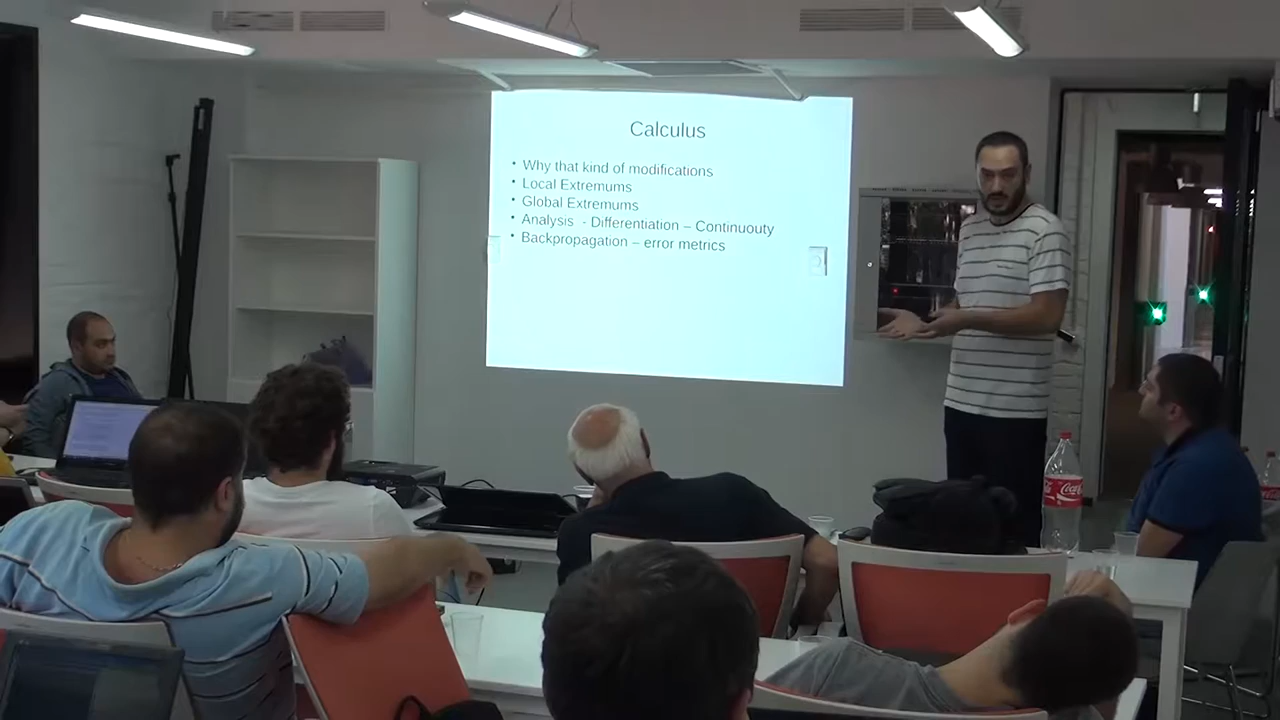 Calculus
• Why that kind of modifications
• Local Extremums
• Global Extremums
• Analysis - Differentiation – Continuouty
• Backpropagation – error metrics